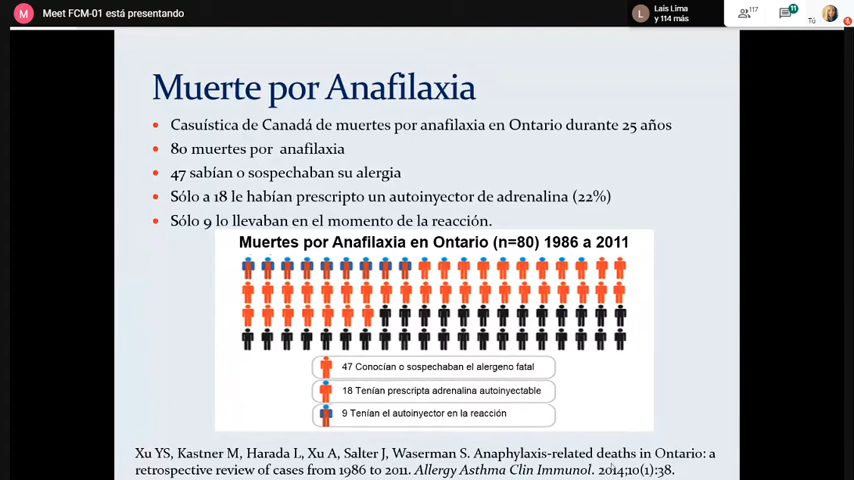 M Meet FCM-01 está presentando
L Lais Lima
y 114 más
117
11
Tú
Muerte por Anafilaxia
• Casuística de Canadá de muertes por anafilaxia en Ontario durante 25 años
• 80 muertes por anafilaxia
• 47 sabían o sospechaban su alergia
• Sólo a 18 le habían prescripto un autoinyector de adrenalina (22%)
• Sólo 9 lo llevaban en el momento de la reacción.
Muertes por Anafilaxia en Ontario (n=80) 1986 a 2011
47 Conocían o sospechaban el alergeno fatal
18 Tenían prescripta adrenalina autoinyectable
9 Tenían el autoinyector en la reacción
Xu YS, Kastner M, Harada L, Xu A, Salter J, Waserman S. Anaphylaxis-related deaths in Ontario: a
retrospective review of cases from 1986 to 2011. Allergy Asthma Clin Immunol. 2014;10(1):38.